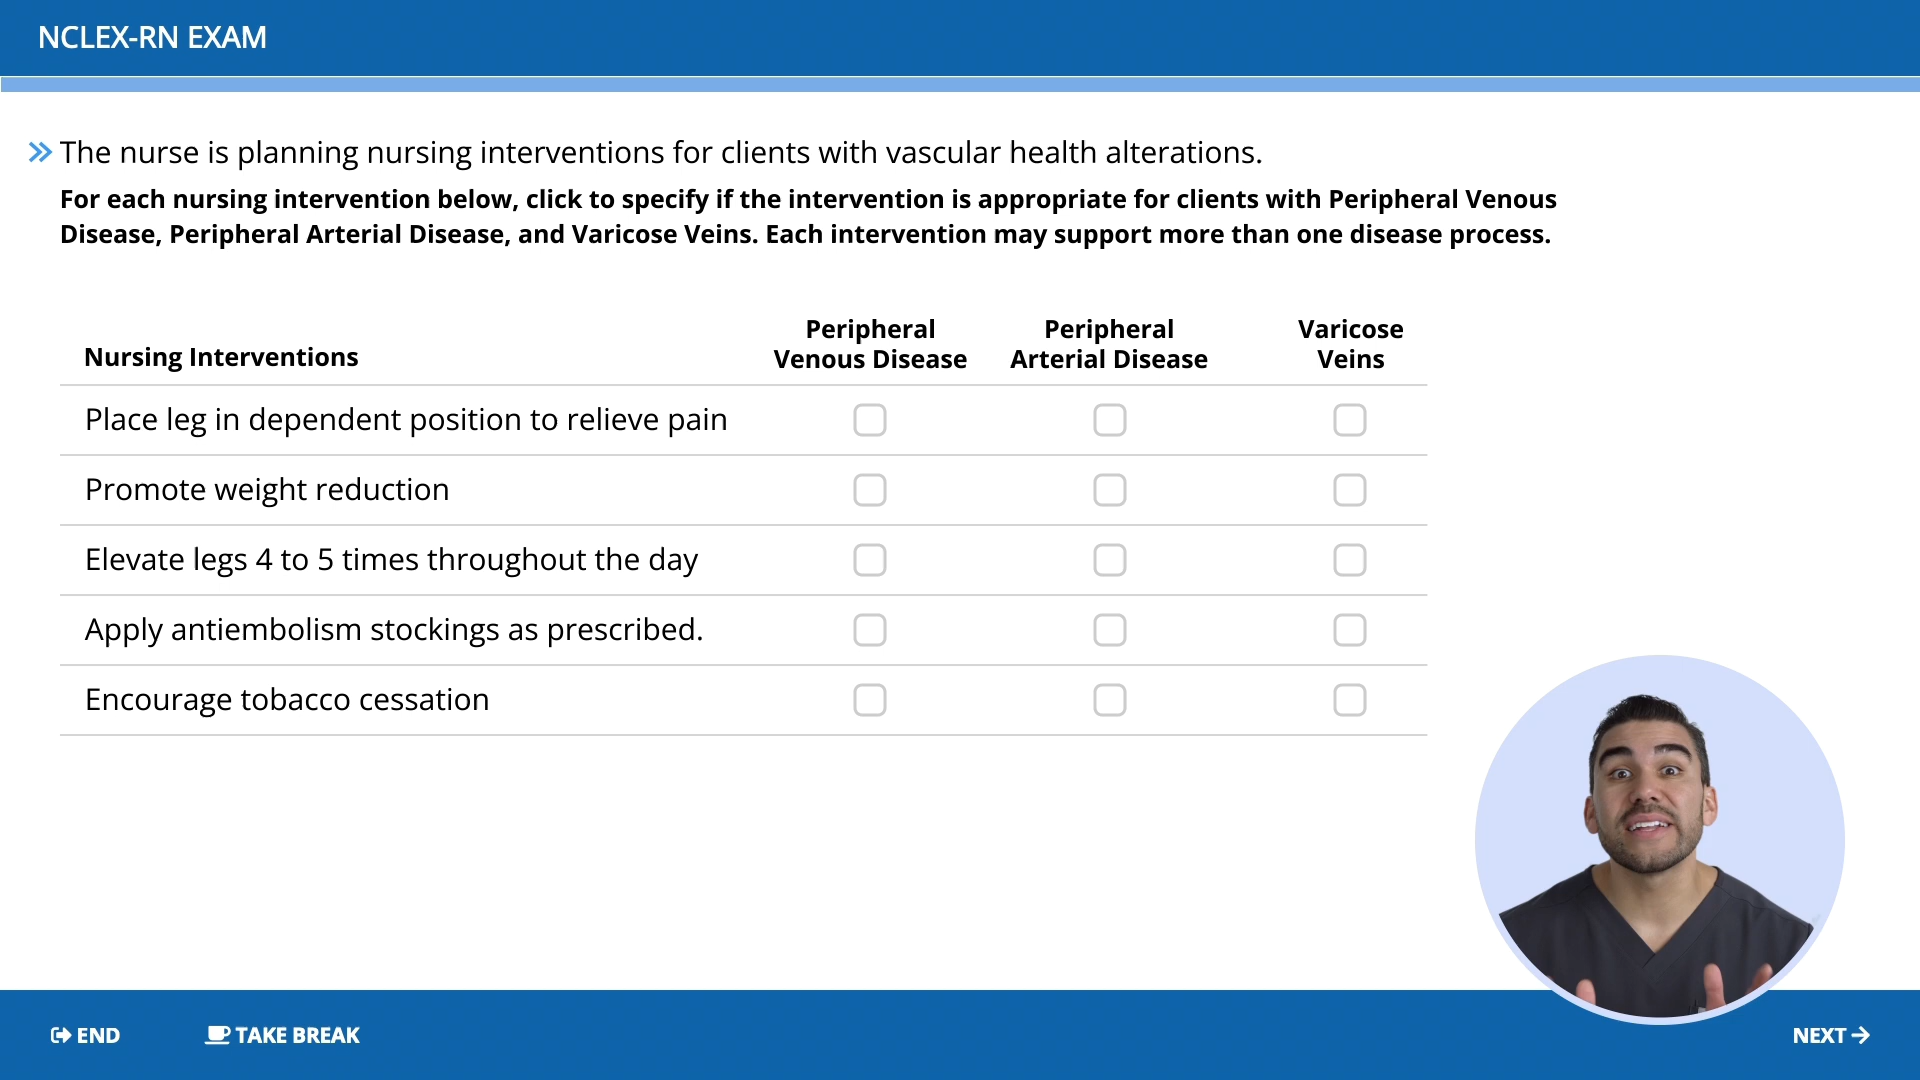 NCLEX-RN EXAM
The nurse is planning nursing interventions for clients with vascular health alterations.
For each nursing intervention below, click to specify if the intervention is appropriate for clients with Peripheral Venous
Disease, Peripheral Arterial Disease, and Varicose Veins. Each intervention may support more than one disease process.
Nursing Interventions
Peripheral
Venous Disease
Peripheral
Arterial Disease
Varicose
Veins
Place leg in dependent position to relieve pain
Promote weight reduction
Elevate legs 4 to 5 times throughout the day
Apply antiembolism stockings as prescribed.
Encourage tobacco cessation
END
TAKE BREAK
NEXT